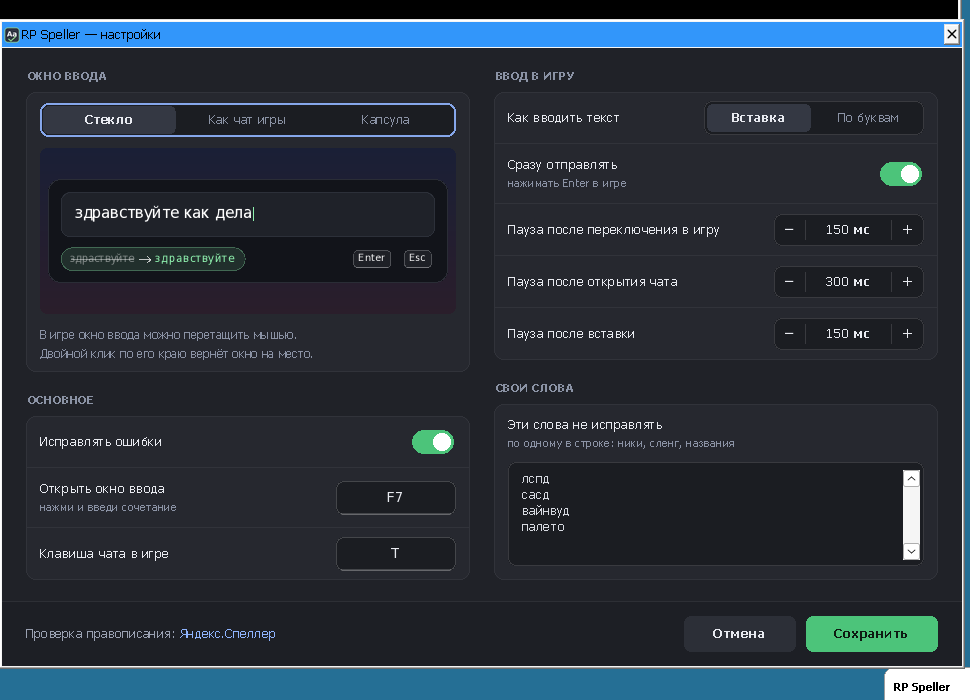 RP Speller — настройки
ОКНО ВВОДА
Стекло Как чат игры Капсула
здравствуйте как дела
здраствуйте → здравствуйте Enter Esc
В игре окно ввода можно перетащить мышью.
Двойной клик по его краю вернёт окно на место.
ОСНОВНОЕ
Исправлять ошибки
Открыть окно ввода F7
нажми и введи сочетание
Клавиша чата в игре T
ВВОД В ИГРУ
Как вводить текст Вставка По буквам
Сразу отправлять
нажимать Enter в игре
Пауза после переключения в игру − 150 мс +
Пауза после открытия чата − 300 мс +
Пауза после вставки − 150 мс +
СВОИ СЛОВА
Эти слова не исправлять
по одному в строке: ники, сленг, названия
лспд
сасд
вайнвуд
палето
Проверка правописания: Яндекс.Спеллер Отмена Сохранить
RP Speller